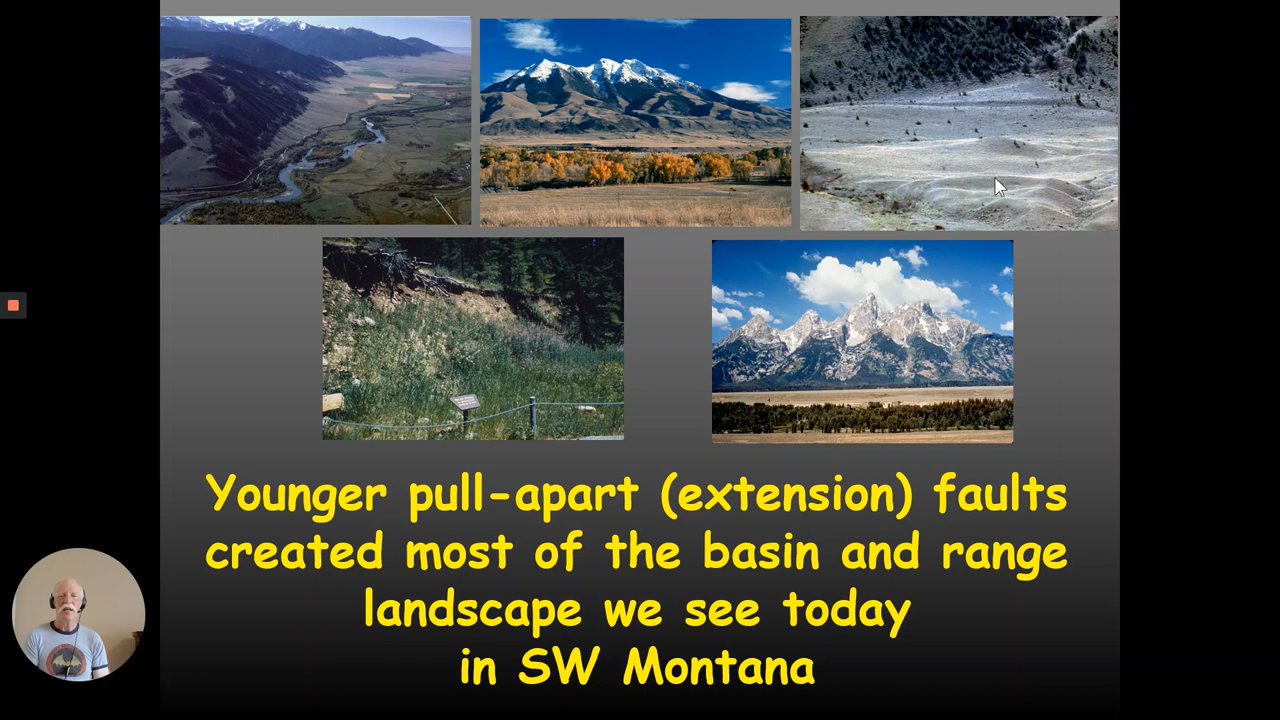 Younger pull-apart (extension) faults
created most of the basin and range
landscape we see today
in SW Montana